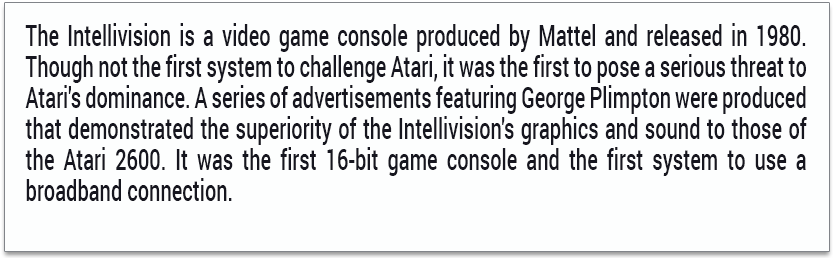 The Intellivision is a video game console produced by Mattel and released in 1980.
Though not the first system to challenge Atari, it was the first to pose a serious threat to
Atari's dominance. A series of advertisements featuring George Plimpton were produced
that demonstrated the superiority of the Intellivision's graphics and sound to those of
the Atari 2600. It was the first 16-bit game console and the first system to use a
broadband connection.